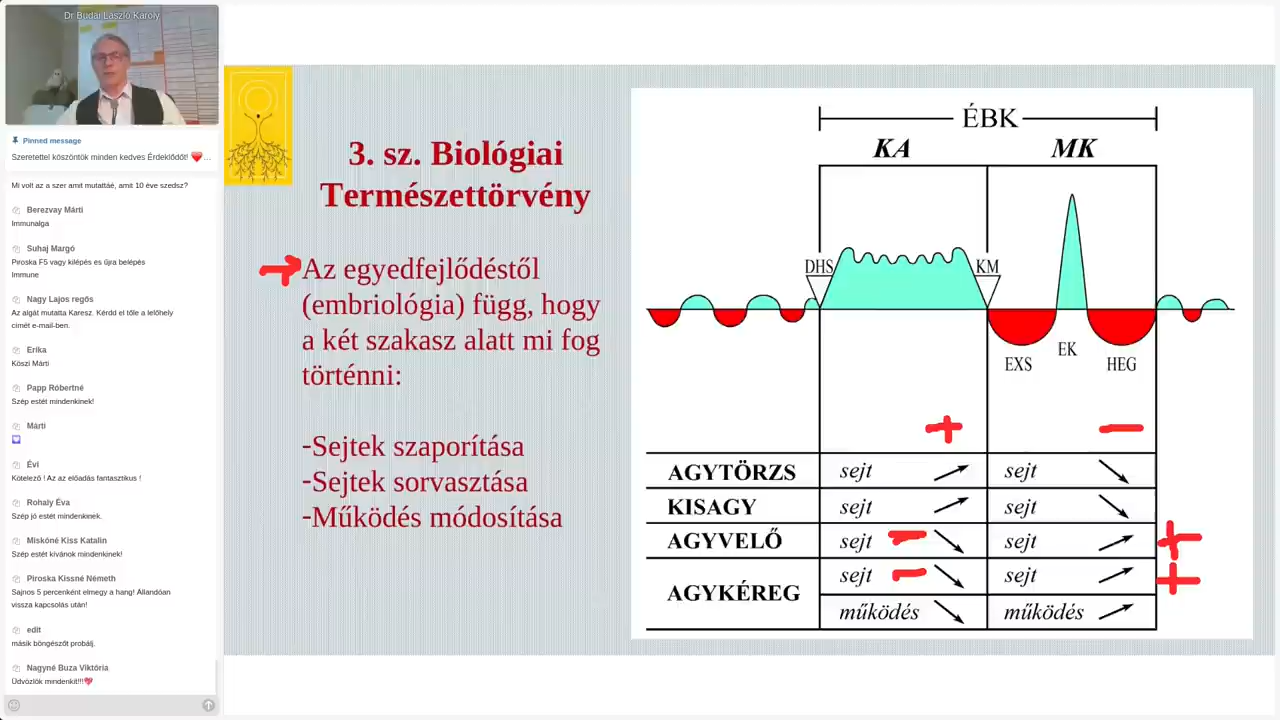 Dr Budai László Károly
Pinned message
Szeretettel köszöntök minden kedves Érdeklődőt! ❤️...
Mi volt az a szer amit mutattáé, amit 10 éve szedsz?
Berezvay Márti
Immunalga
Suhaj Margó
Piroska F5 vagy kilépés es újra belépés
Immune
Nagy Lajos regős
Az algát mutatta Karesz. Kérdd el tőle a lelőhely
címét e-mail-ben.
Erika
Köszi Márti
Papp Róbertné
Szép estét mindenkinek!
Márti
Évi
Kötelező ! Az az előadás fantasztikus !
Rohaly Éva
Szép jó estét mindenkinek.
Miskóné Kiss Katalin
Szép estét kívánok mindenkinek!
Piroska Kissné Németh
Sajnos 5 percenként elmegy a hang! Állandóan
vissza kapcsolás után!
edit
másik böngészőt probálj,
Nagyné Buza Viktória
Üdvözlök mindenkit!!!💖
3. sz. Biológiai
Természettörvény
Az egyedfejlődéstől
(embriológia) függ, hogy
a két szakasz alatt mi fog
történni:
-Sejtek szaporítása
-Sejtek sorvasztása
-Működés módosítása
ÉBK
KA MK
DHS KM
EXS EK HEG
+ −
AGYTÖRZS sejt sejt
KISAGY sejt sejt
AGYVELŐ sejt − sejt +
AGYKÉREG sejt − sejt +
működés működés